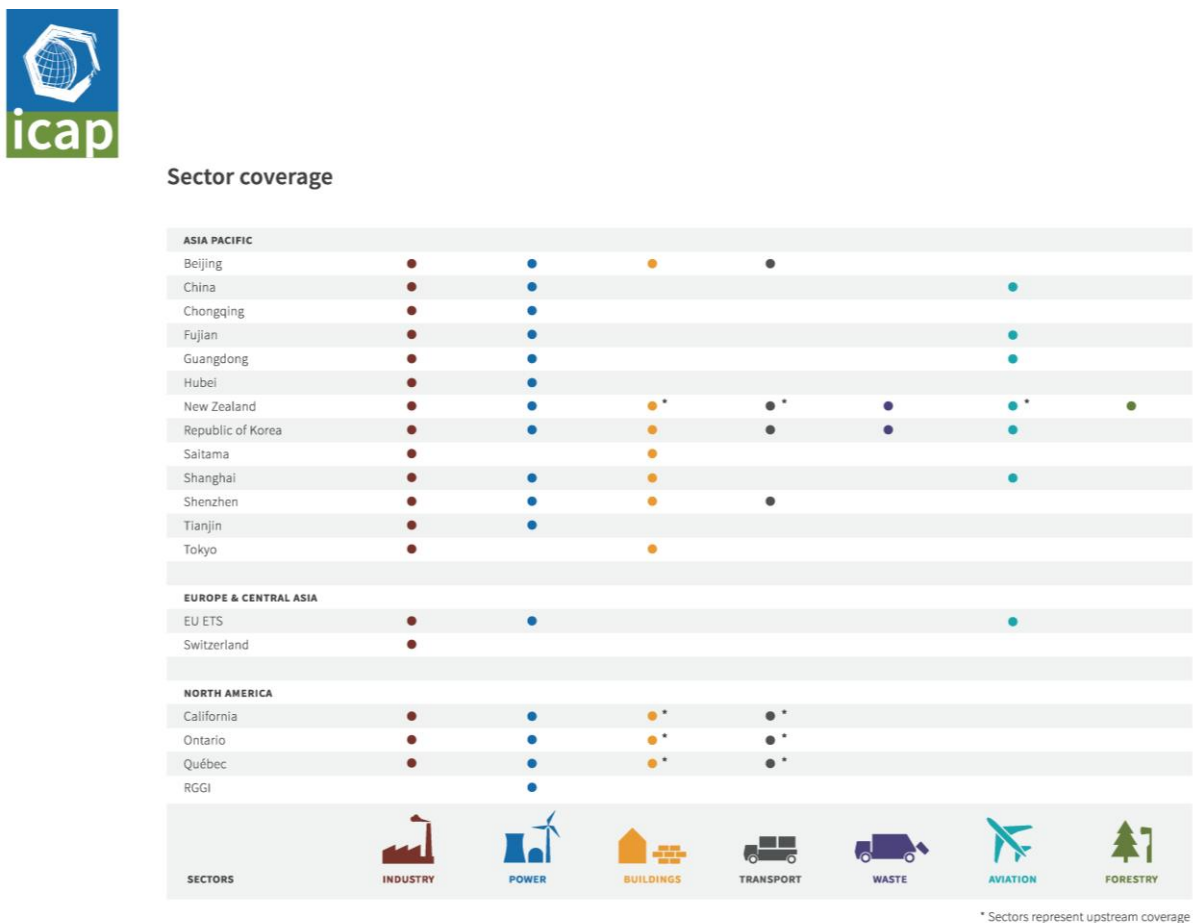 icap
Sector coverage
ASIA PACIFIC
Beijing
China
Chongqing
Fujian
Guangdong
Hubei
New Zealand * * *
Republic of Korea
Saitama
Shanghai
Shenzhen
Tianjin
Tokyo
EUROPE & CENTRAL ASIA
EU ETS
Switzerland
NORTH AMERICA
California * *
Ontario * *
Québec * *
RGGI
SECTORS INDUSTRY POWER BUILDINGS TRANSPORT WASTE AVIATION FORESTRY
* Sectors represent upstream coverage